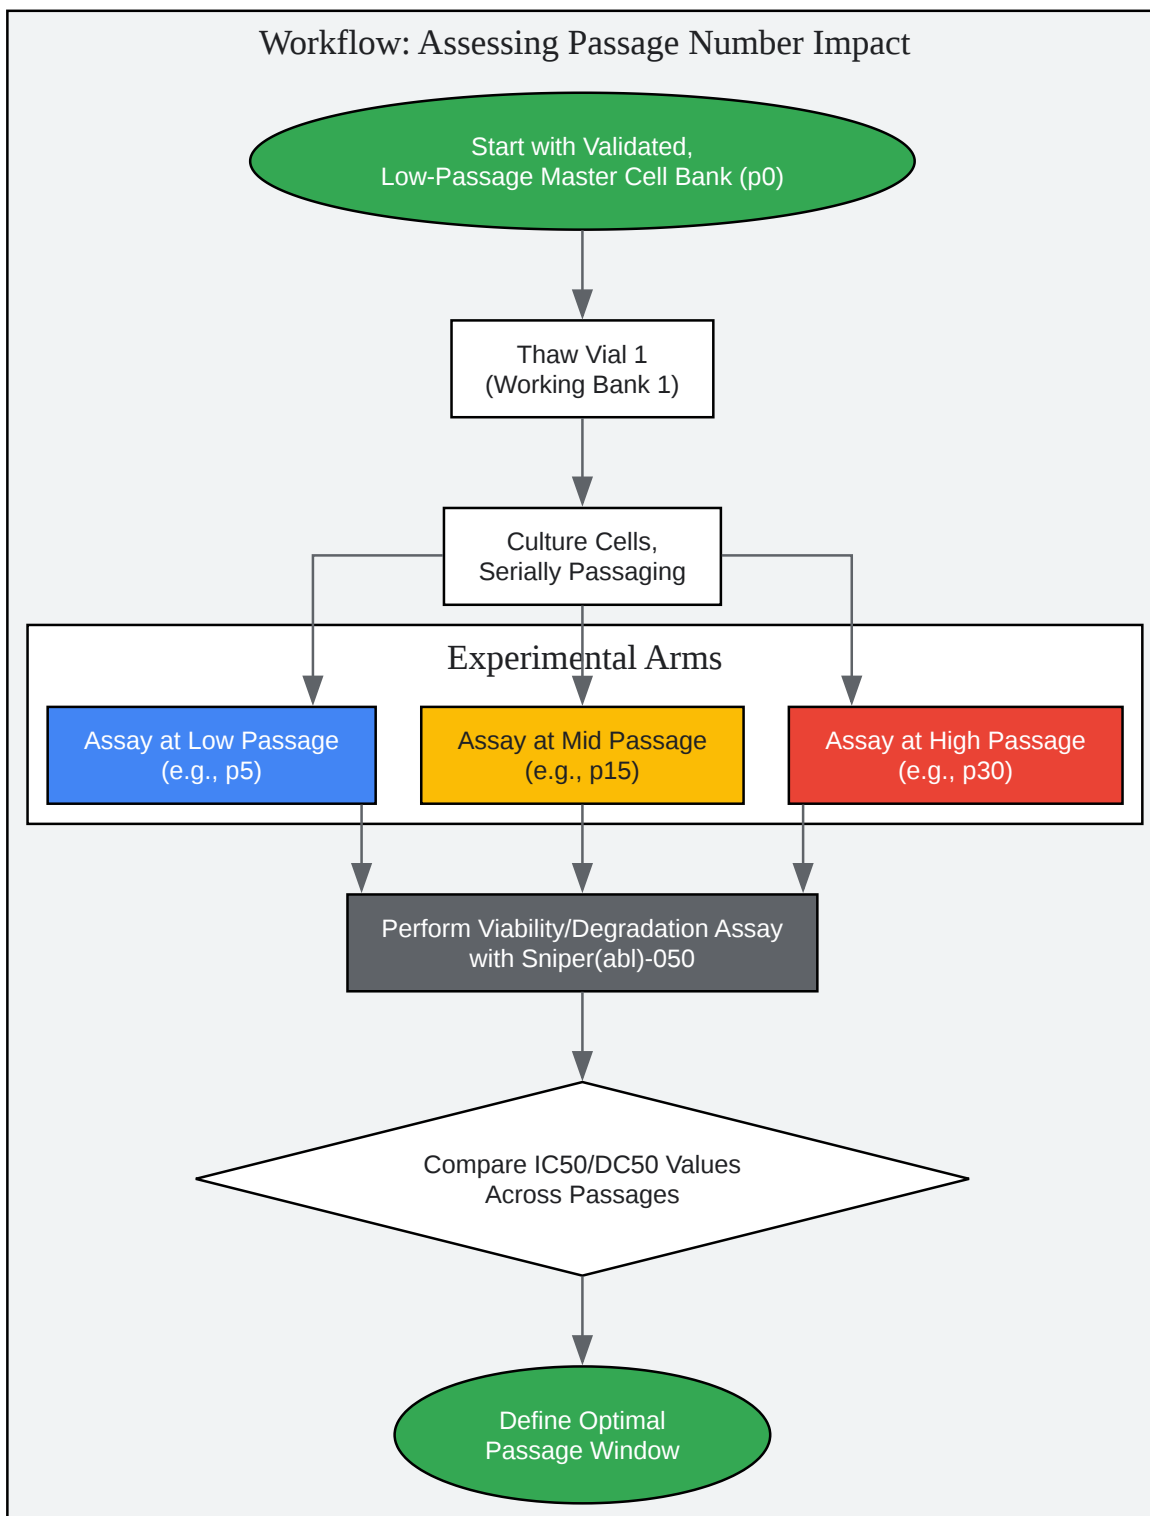 Workflow: Assessing Passage Number Impact
Start with Validated,
Low-Passage Master Cell Bank (p0)
Thaw Vial 1
(Working Bank 1)
Culture Cells,
Serially Passaging
Experimental Arms
Assay at Low Passage
(e.g., p5)
Assay at Mid Passage
(e.g., p15)
Assay at High Passage
(e.g., p30)
Perform Viability/Degradation Assay
with Sniper(abl)-050
Compare IC50/DC50 Values
Across Passages
Define Optimal
Passage Window